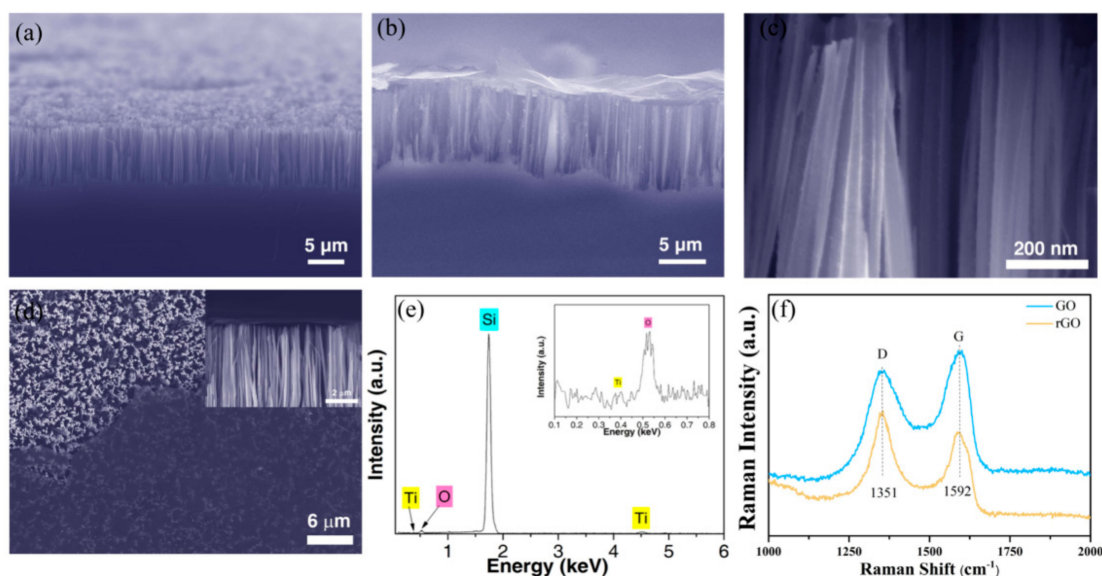 (a)
5 μm
(b)
5 μm
(c)
200 nm
(d)
2 μm
6 μm
(e)
Si
Ti
O
Ti
Intensity (a.u.)
1 2 3 4 5 6
Energy (keV)
O
Ti
Intensity (a.u.)
0.1 0.2 0.3 0.4 0.5 0.6 0.7 0.8
Energy (keV)
(f)
GO
rGO
D
G
1351
1592
Raman Intensity (a.u.)
1000 1250 1500 1750 2000
Raman Shift (cm⁻¹)